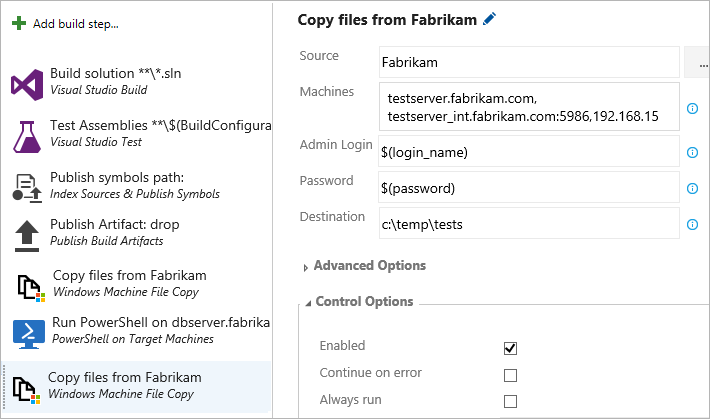 Add build step...
Build solution **\*.sln
Visual Studio Build
Test Assemblies **\$(BuildConfigura
Visual Studio Test
Publish symbols path:
Index Sources & Publish Symbols
Publish Artifact: drop
Publish Build Artifacts
Copy files from Fabrikam
Windows Machine File Copy
Run PowerShell on dbserver.fabrika
PowerShell on Target Machines
Copy files from Fabrikam
Windows Machine File Copy
Copy files from Fabrikam
Source Fabrikam ...
Machines testserver.fabrikam.com,
testserver_int.fabrikam.com:5986,192.168.15
Admin Login $(login_name)
Password $(password)
Destination c:\temp\tests
Advanced Options
Control Options
Enabled
Continue on error
Always run